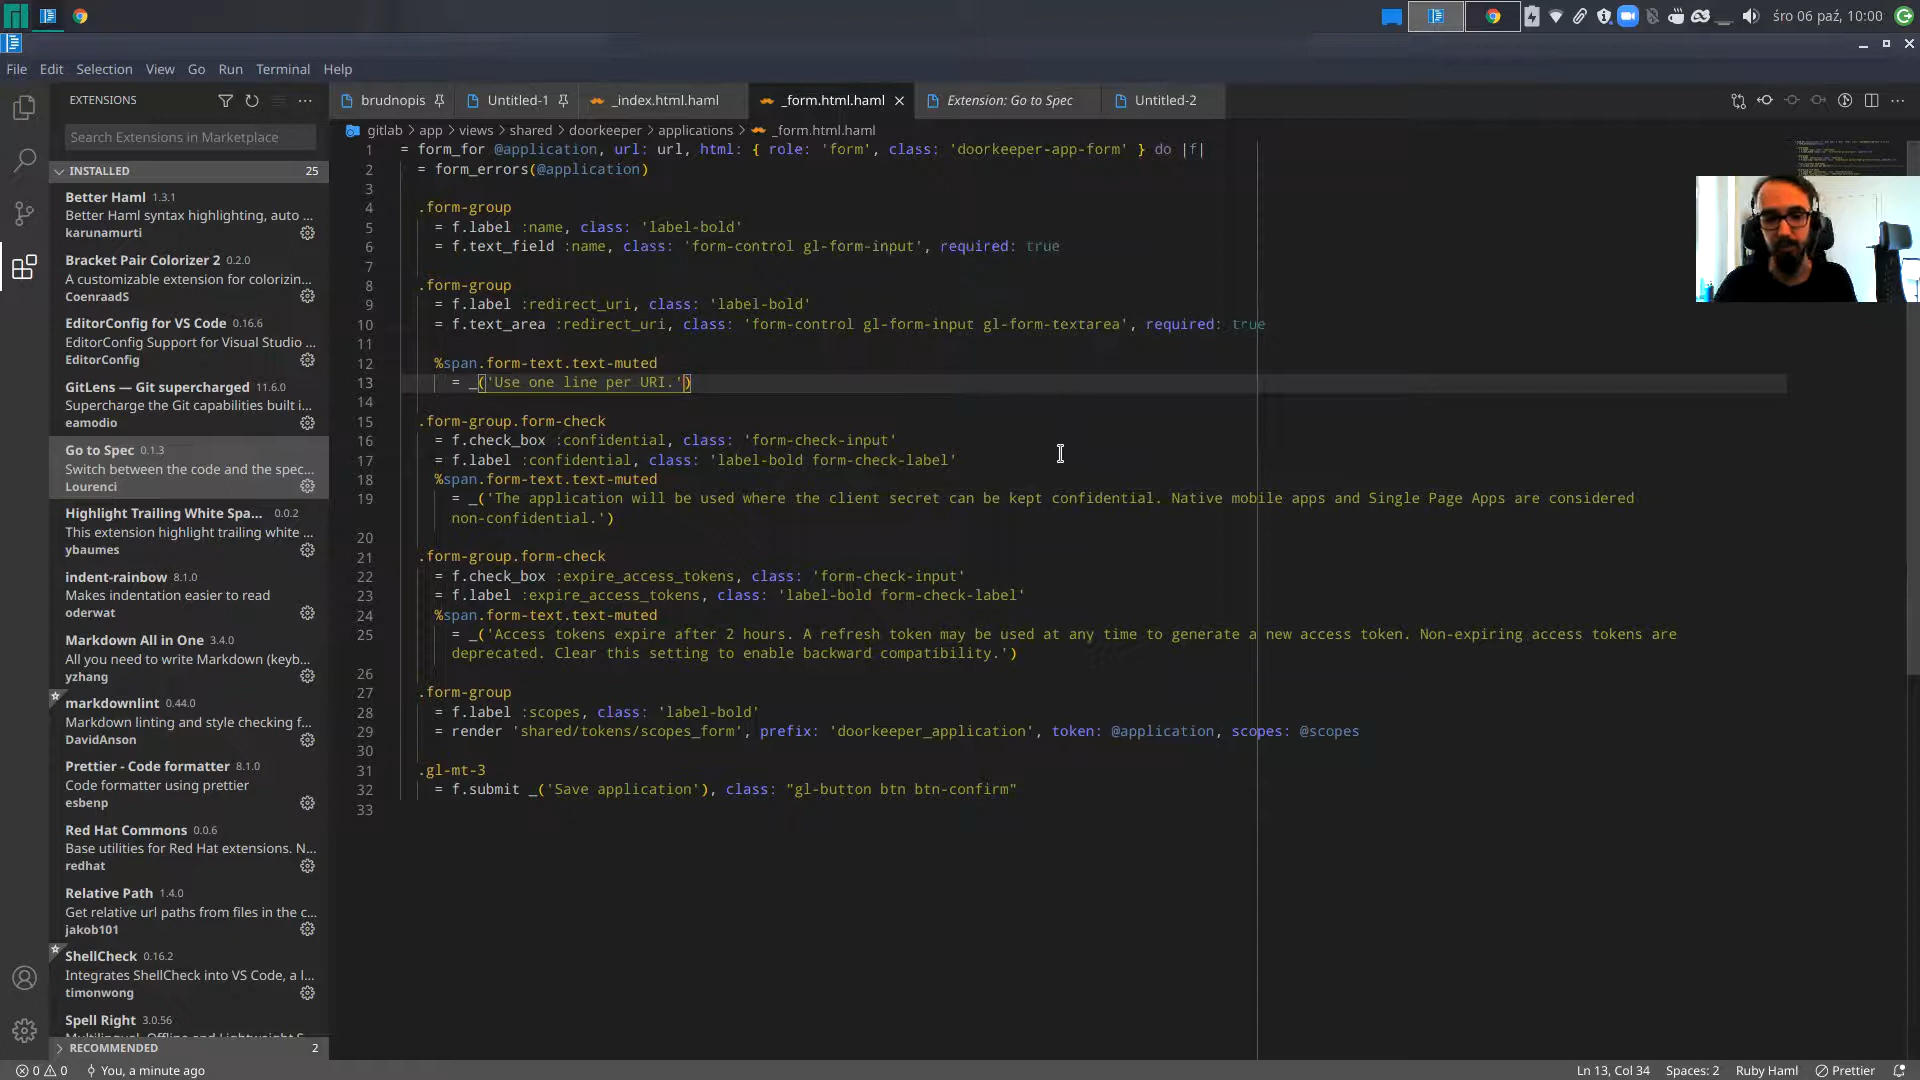 śro 06 paź, 10:00
File Edit Selection View Go Run Terminal Help
EXTENSIONS
Search Extensions in Marketplace
INSTALLED 25
Better Haml 1.3.1
Better Haml syntax highlighting, auto ...
karunamurti
Bracket Pair Colorizer 2 0.2.0
A customizable extension for colorizin...
CoenraadS
EditorConfig for VS Code 0.16.6
EditorConfig Support for Visual Studio ...
EditorConfig
GitLens — Git supercharged 11.6.0
Supercharge the Git capabilities built i...
eamodio
Go to Spec 0.1.3
Switch between the code and the spec...
Lourenci
Highlight Trailing White Spa... 0.0.2
This extension highlight trailing white ...
ybaumes
indent-rainbow 8.1.0
Makes indentation easier to read
oderwat
Markdown All in One 3.4.0
All you need to write Markdown (keyb...
yzhang
markdownlint 0.44.0
Markdown linting and style checking f...
DavidAnson
Prettier - Code formatter 8.1.0
Code formatter using prettier
esbenp
Red Hat Commons 0.0.6
Base utilities for Red Hat extensions. N...
redhat
Relative Path 1.4.0
Get relative url paths from files in the c...
jakob101
ShellCheck 0.16.2
Integrates ShellCheck into VS Code, a l...
timonwong
Spell Right 3.0.56
RECOMMENDED 2
brudnopis Untitled-1 _index.html.haml _form.html.haml Extension: Go to Spec Untitled-2
gitlab > app > views > shared > doorkeeper > applications > _form.html.haml
1 = form_for @application, url: url, html: { role: 'form', class: 'doorkeeper-app-form' } do |f|
2 = form_errors(@application)
3
4 .form-group
5 = f.label :name, class: 'label-bold'
6 = f.text_field :name, class: 'form-control gl-form-input', required: true
7
8 .form-group
9 = f.label :redirect_uri, class: 'label-bold'
10 = f.text_area :redirect_uri, class: 'form-control gl-form-input gl-form-textarea', required: true
11
12 %span.form-text.text-muted
13 = _('Use one line per URI.')
14
15 .form-group.form-check
16 = f.check_box :confidential, class: 'form-check-input'
17 = f.label :confidential, class: 'label-bold form-check-label'
18 %span.form-text.text-muted
19 = _('The application will be used where the client secret can be kept confidential. Native mobile apps and Single Page Apps are considered
non-confidential.')
20
21 .form-group.form-check
22 = f.check_box :expire_access_tokens, class: 'form-check-input'
23 = f.label :expire_access_tokens, class: 'label-bold form-check-label'
24 %span.form-text.text-muted
25 = _('Access tokens expire after 2 hours. A refresh token may be used at any time to generate a new access token. Non-expiring access tokens are
deprecated. Clear this setting to enable backward compatibility.')
26
27 .form-group
28 = f.label :scopes, class: 'label-bold'
29 = render 'shared/tokens/scopes_form', prefix: 'doorkeeper_application', token: @application, scopes: @scopes
30
31 .gl-mt-3
32 = f.submit _('Save application'), class: "gl-button btn btn-confirm"
33
0 0 You, a minute ago Ln 13, Col 34 Spaces: 2 Ruby Haml Prettier